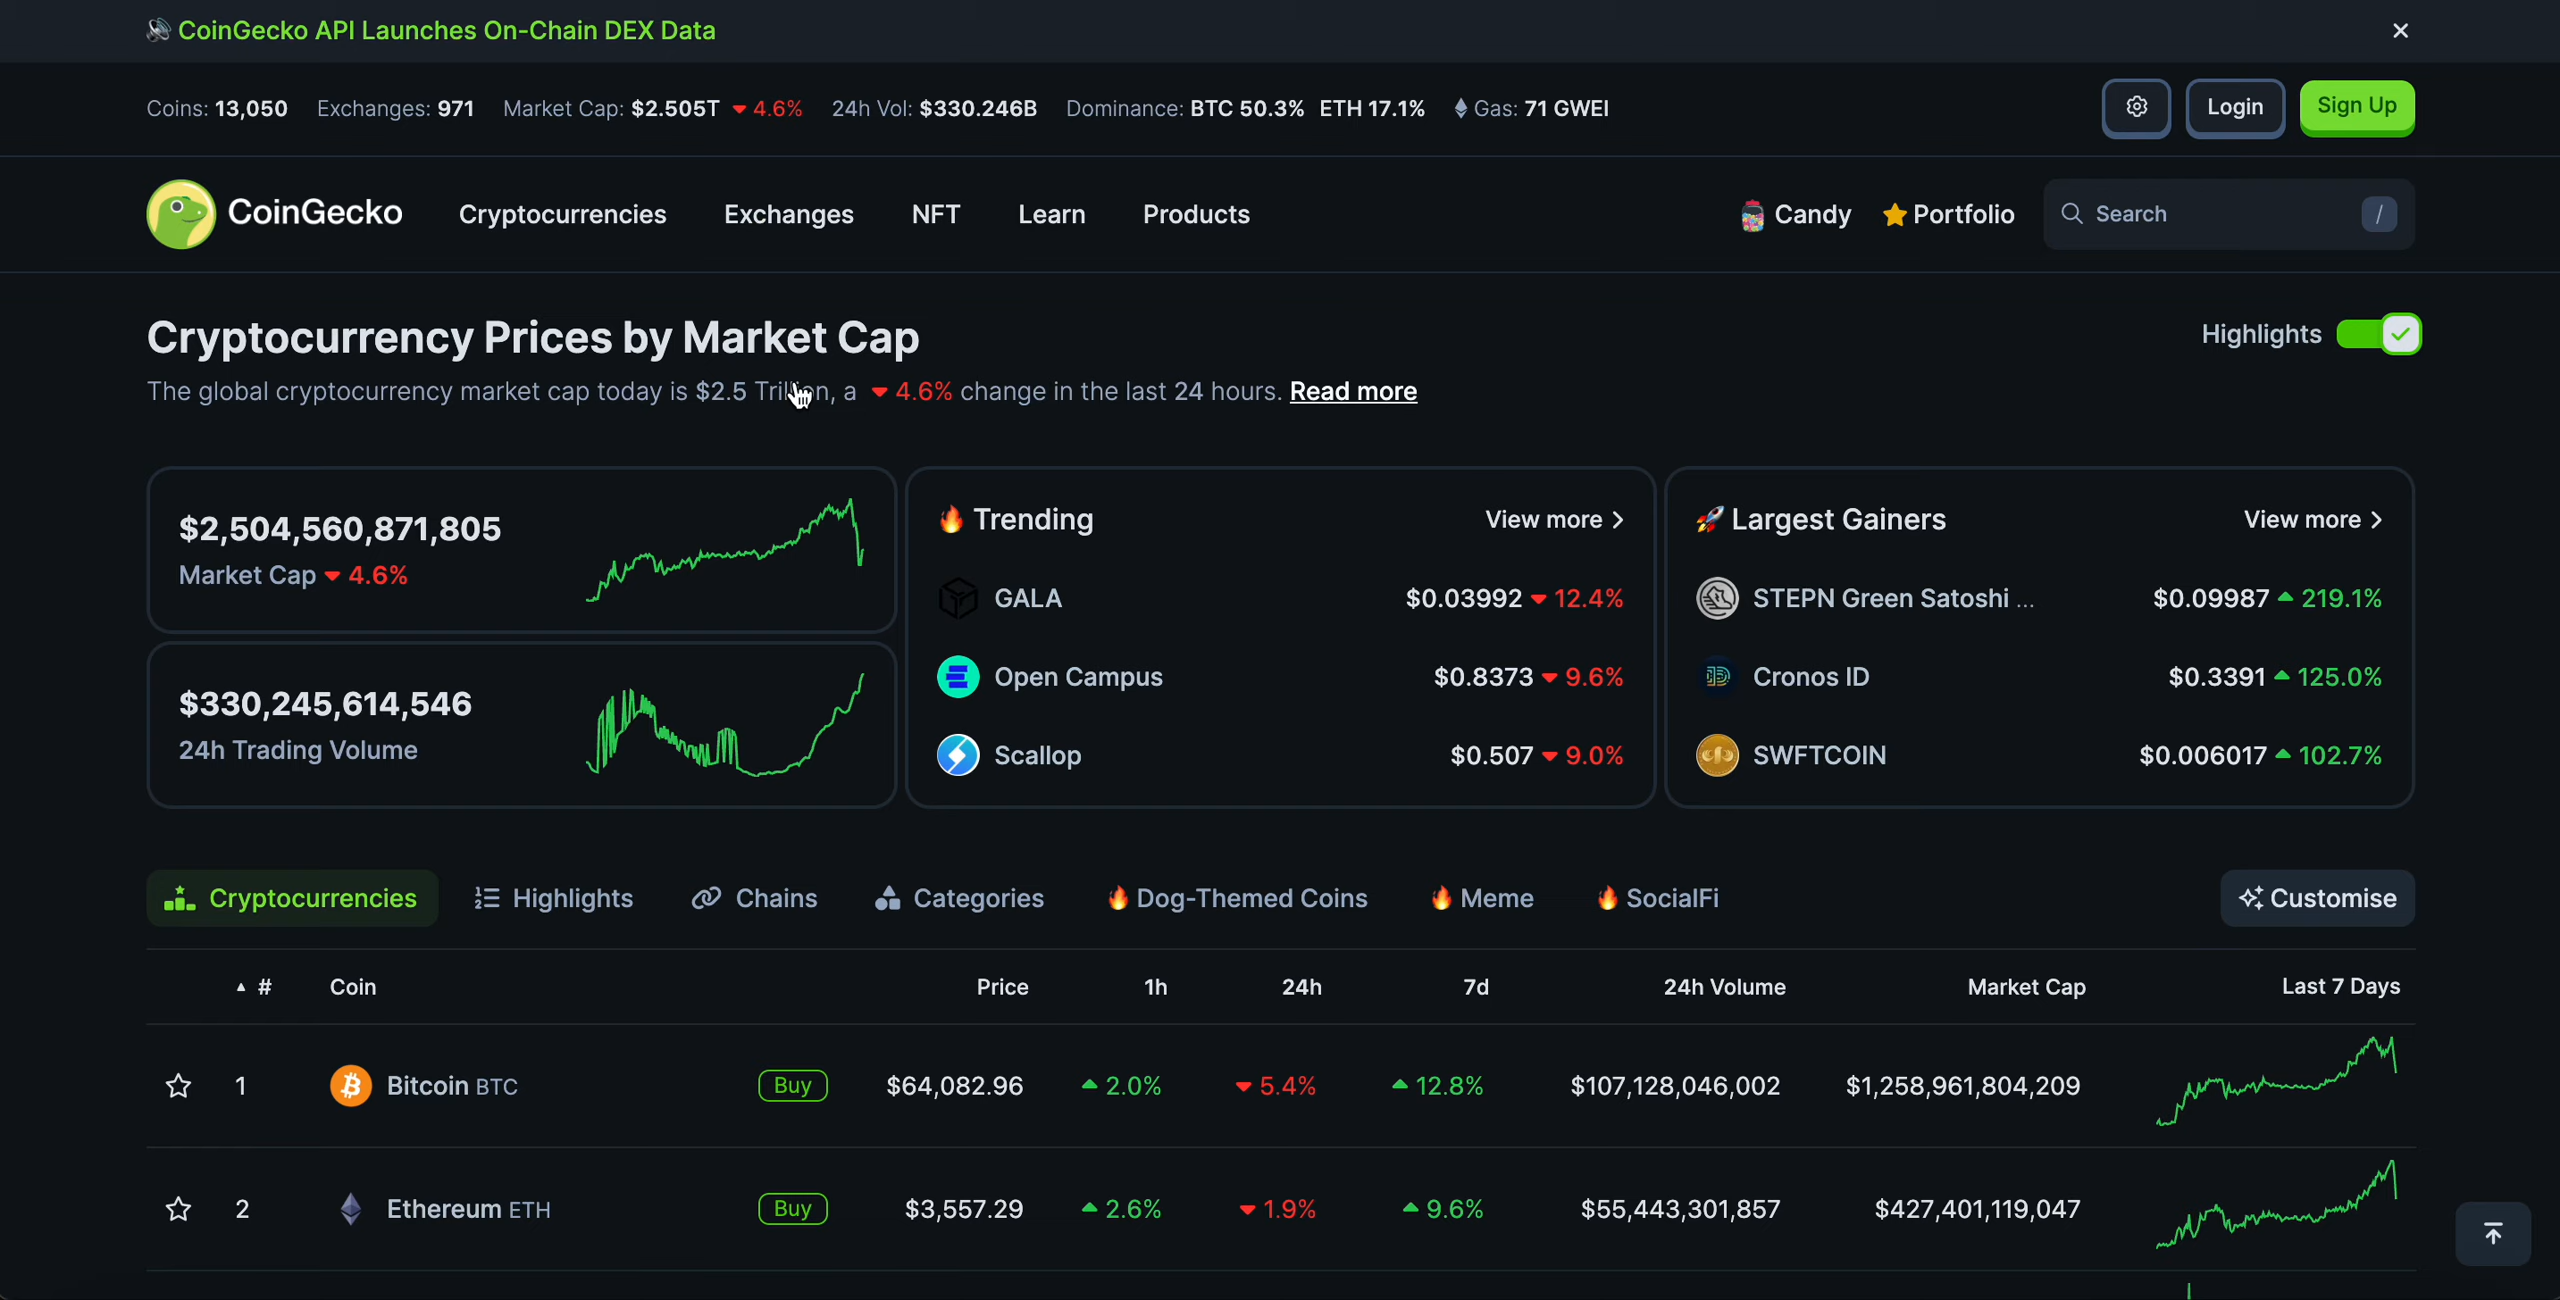 CoinGecko API Launches On-Chain DEX Data
Coins: 13,050 Exchanges: 971 Market Cap: $2.505T 4.6% 24h Vol: $330.246B Dominance: BTC 50.3% ETH 17.1% Gas: 71 GWEI
Login Sign Up
CoinGecko Cryptocurrencies Exchanges NFT Learn Products Candy Portfolio Search /
Cryptocurrency Prices by Market Cap
Highlights
The global cryptocurrency market cap today is $2.5 Trillion, a 4.6% change in the last 24 hours. Read more
$2,504,560,871,805
Market Cap 4.6%
$330,245,614,546
24h Trading Volume
Trending View more
GALA $0.03992 12.4%
Open Campus $0.8373 9.6%
Scallop $0.507 9.0%
Largest Gainers View more
STEPN Green Satoshi ... $0.09987 219.1%
Cronos ID $0.3391 125.0%
SWFTCOIN $0.006017 102.7%
Cryptocurrencies Highlights Chains Categories Dog-Themed Coins Meme SocialFi Customise
# Coin Price 1h 24h 7d 24h Volume Market Cap Last 7 Days
1 Bitcoin BTC Buy $64,082.96 2.0% 5.4% 12.8% $107,128,046,002 $1,258,961,804,209
2 Ethereum ETH Buy $3,557.29 2.6% 1.9% 9.6% $55,443,301,857 $427,401,119,047